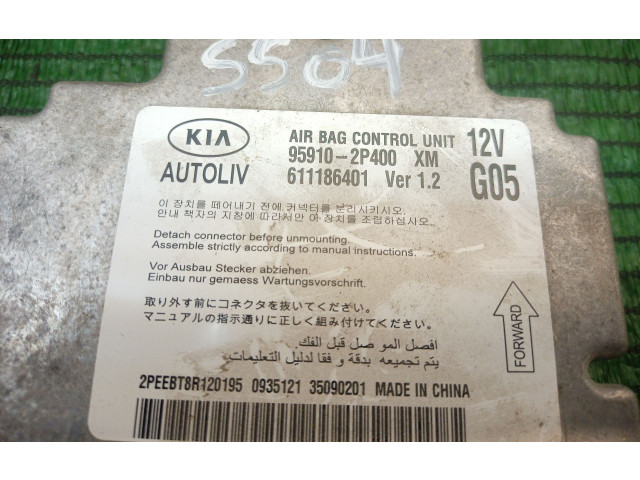 SS04
KIA
AIR BAG CONTROL UNIT 12V
95910-2P400 XM
AUTOLIV 611186401 Ver 1.2 G05
이 장치를 떼어내기 전에 커넥터를 분리시키시오.
안내 책자의 지침에 따라서만 이 장치를 조립하십시오.
Detach connector before unmounting.
Assemble strictly according to manual instructions.
Vor Ausbau Stecker abziehen.
Einbau nur gemaess Wartungsvorschrift.
取り外す前にコネクタを抜いてください。
マニュアルの指示通りに正しく組み付けてください。
افصل الموصل قبل الفك.
يتم تجميعه بدقة وفقا لدليل التعليمات.
FORWARD
2PEEBT8R120195 0935121 35090201 MADE IN CHINA